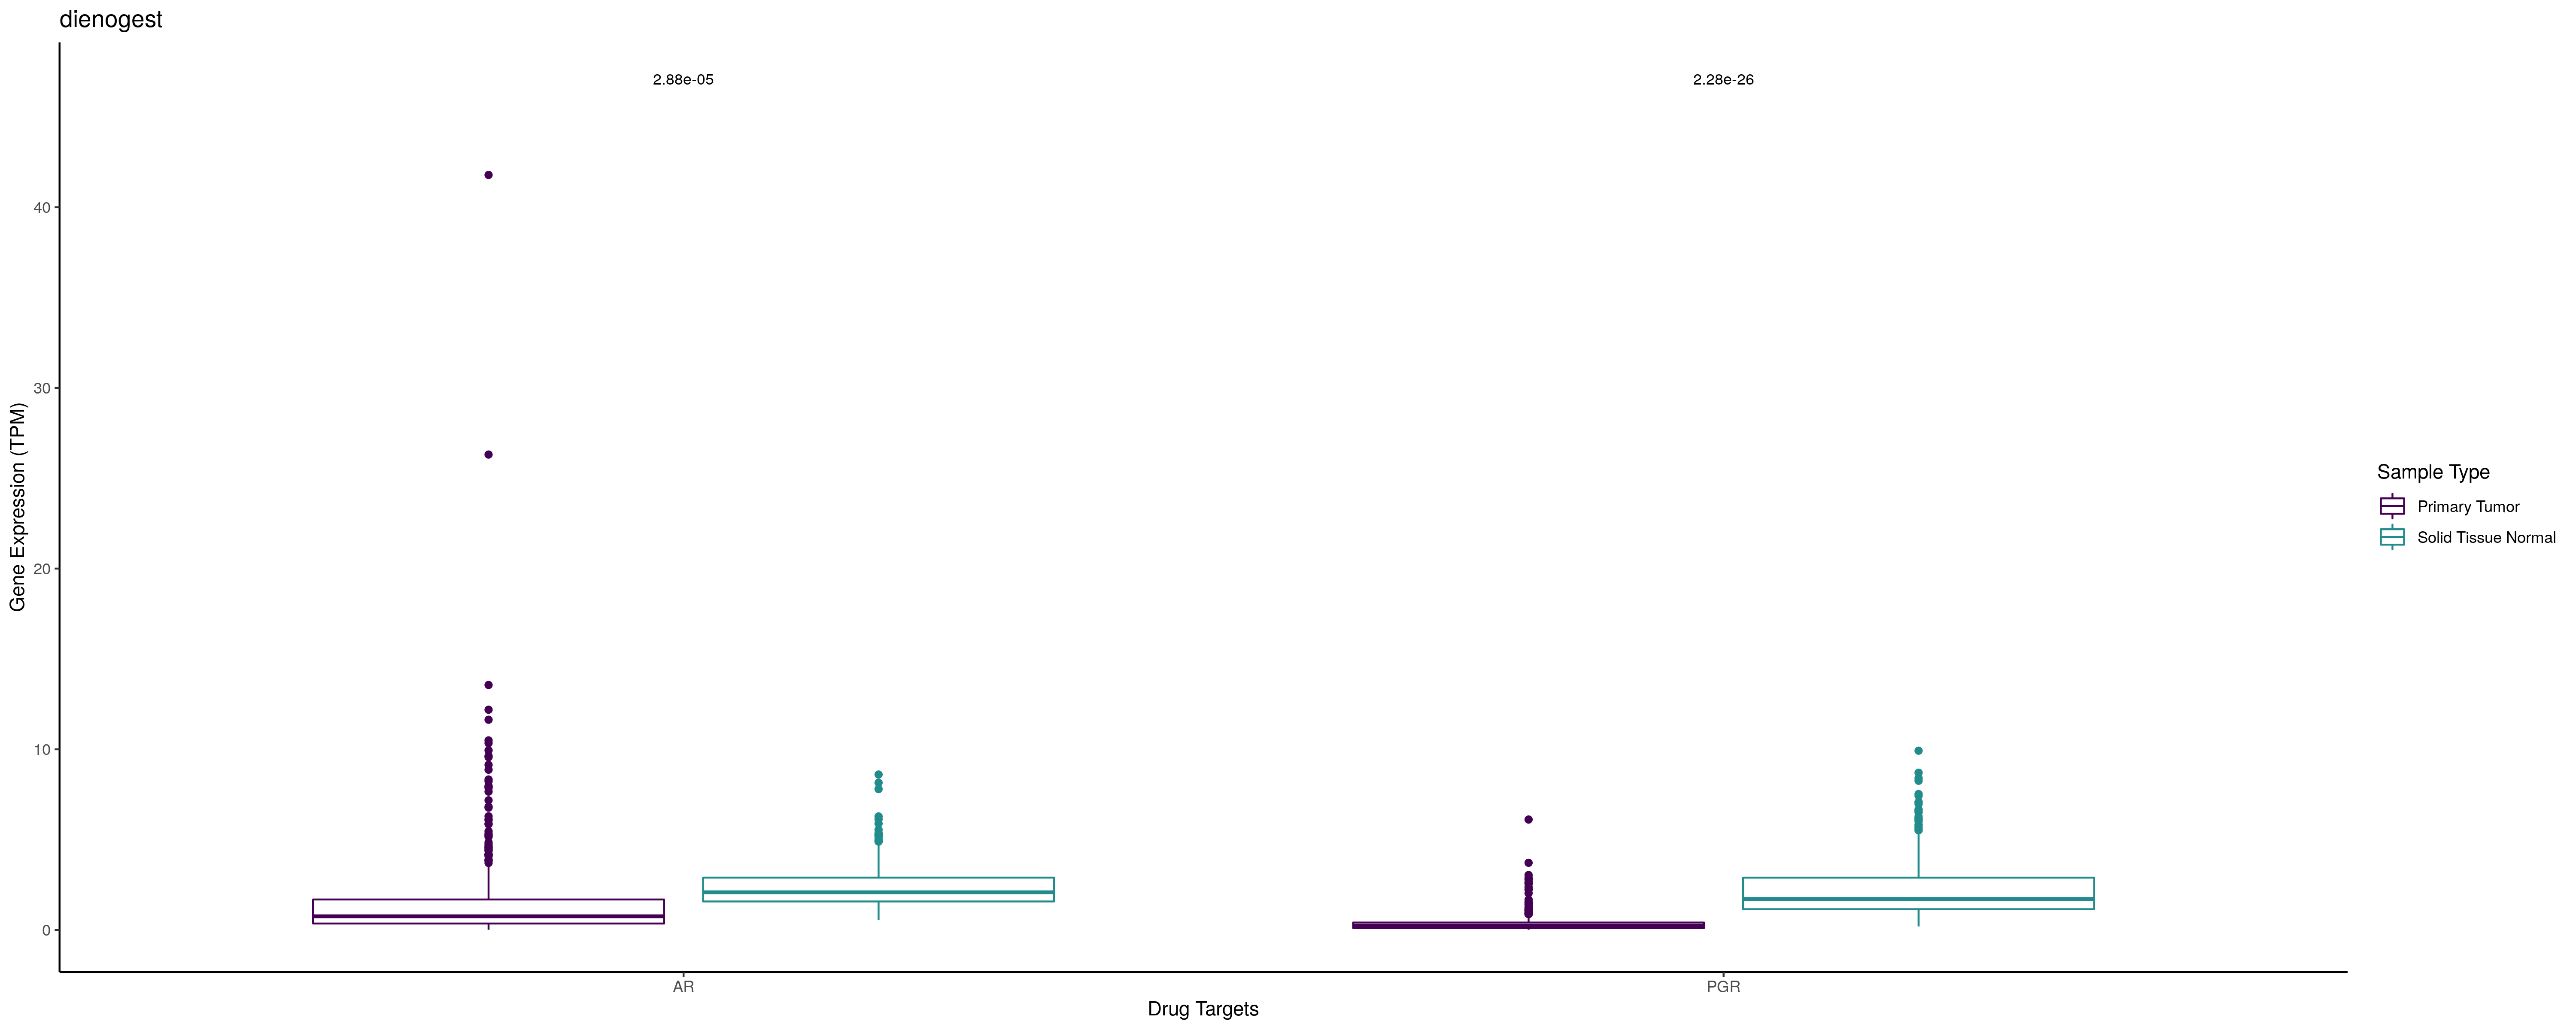 dienogest
2.88e-05
2.28e-26
Gene Expression (TPM)
40
30
20
10
0
AR
PGR
Drug Targets
Sample Type
Primary Tumor
Solid Tissue Normal